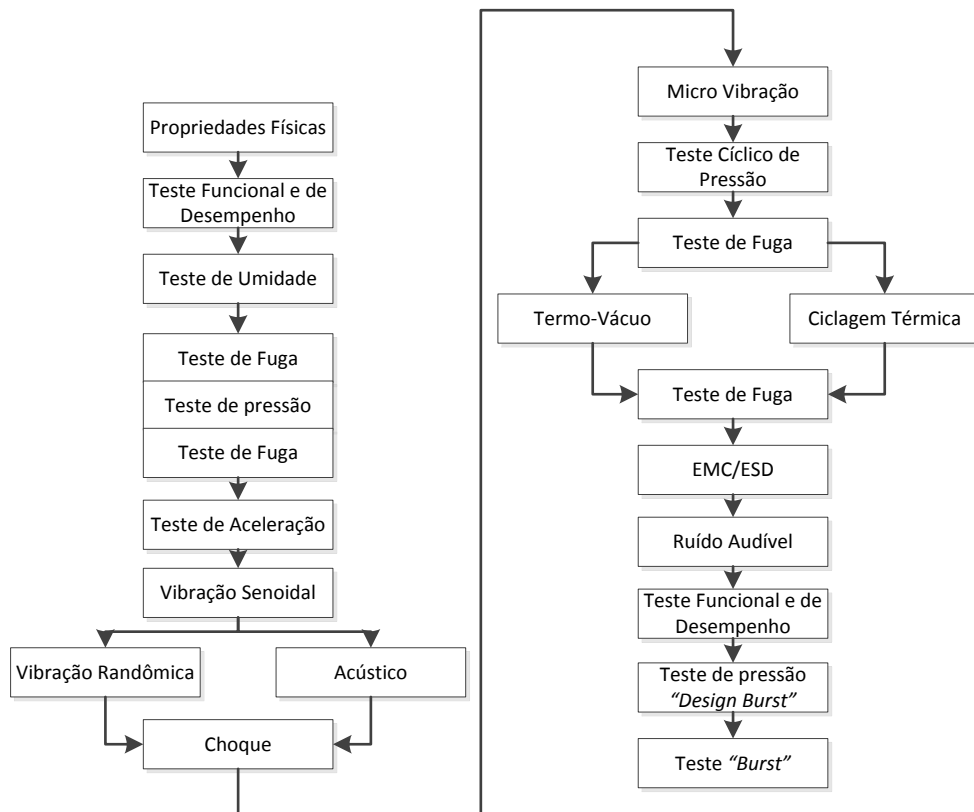 Propriedades Físicas
Teste Funcional e de
Desempenho
Teste de Umidade
Teste de Fuga
Teste de pressão
Teste de Fuga
Teste de Aceleração
Vibração Senoidal
Vibração Randômica
Acústico
Choque
Micro Vibração
Teste Cíclico de
Pressão
Teste de Fuga
Termo-Vácuo
Ciclagem Térmica
Teste de Fuga
EMC/ESD
Ruído Audível
Teste Funcional e de
Desempenho
Teste de pressão
“Design Burst”
Teste “Burst”